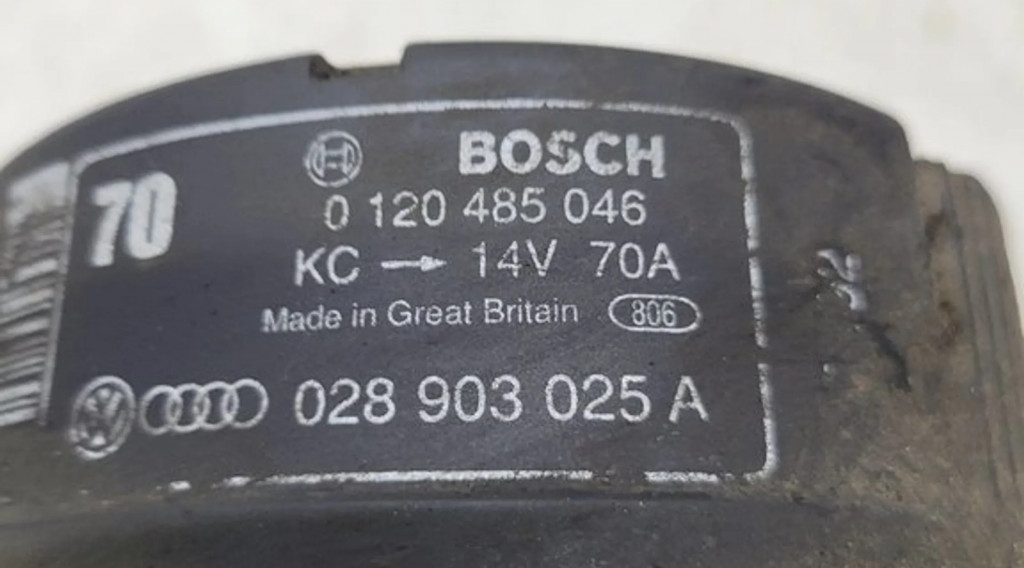 70
BOSCH
0 120 485 046
KC → 14V 70A
Made in Great Britain 806
028 903 025 A